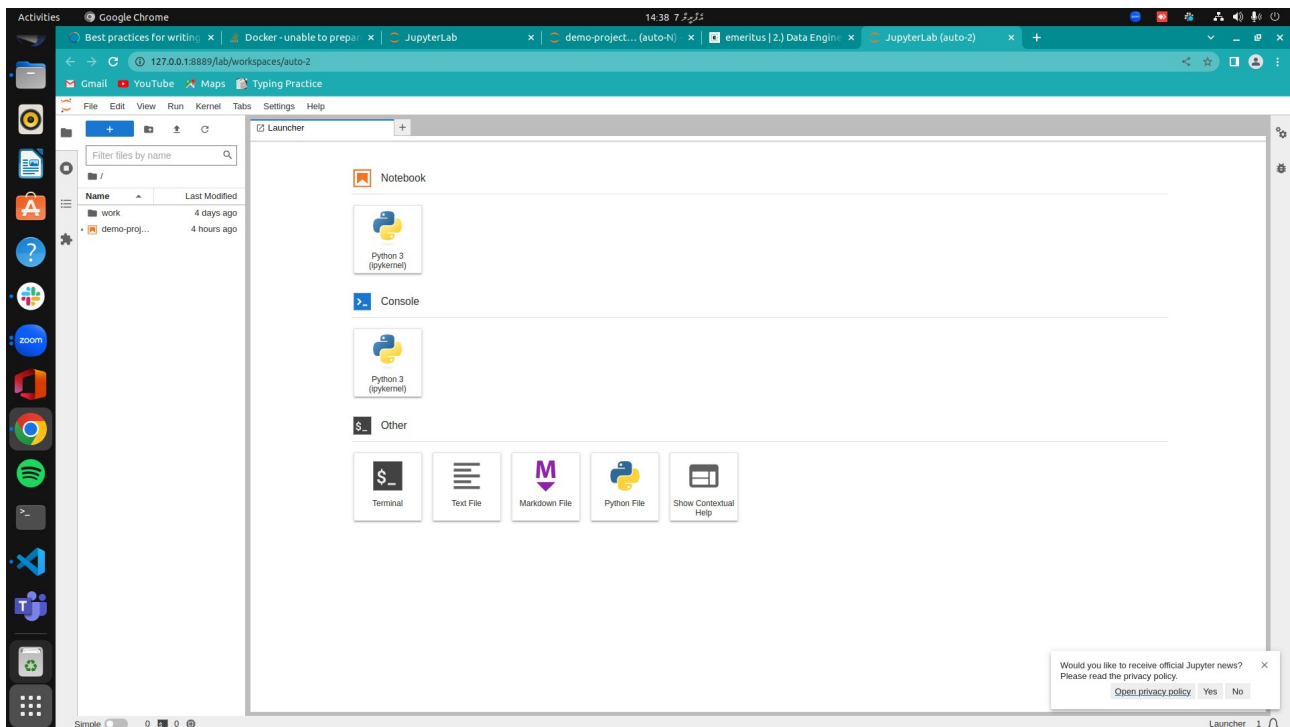 Activities Google Chrome 14:38 7 އެޕްރީލް
Best practices for writing Docker - unable to prepar JupyterLab demo-project... (auto-N) - emeritus | 2.) Data Engine JupyterLab (auto-2)
127.0.0.1:8889/lab/workspaces/auto-2
Gmail YouTube Maps Typing Practice
File Edit View Run Kernel Tabs Settings Help
Launcher
Filter files by name
/
Name Last Modified
work 4 days ago
demo-proj... 4 hours ago
Notebook
Python 3
(ipykernel)
Console
Python 3
(ipykernel)
Other
$_
M
Terminal Text File Markdown File Python File Show Contextual
Help
zoom
Would you like to receive official Jupyter news?
Please read the privacy policy.
Open privacy policy Yes No
Simple 0 0 Launcher 1